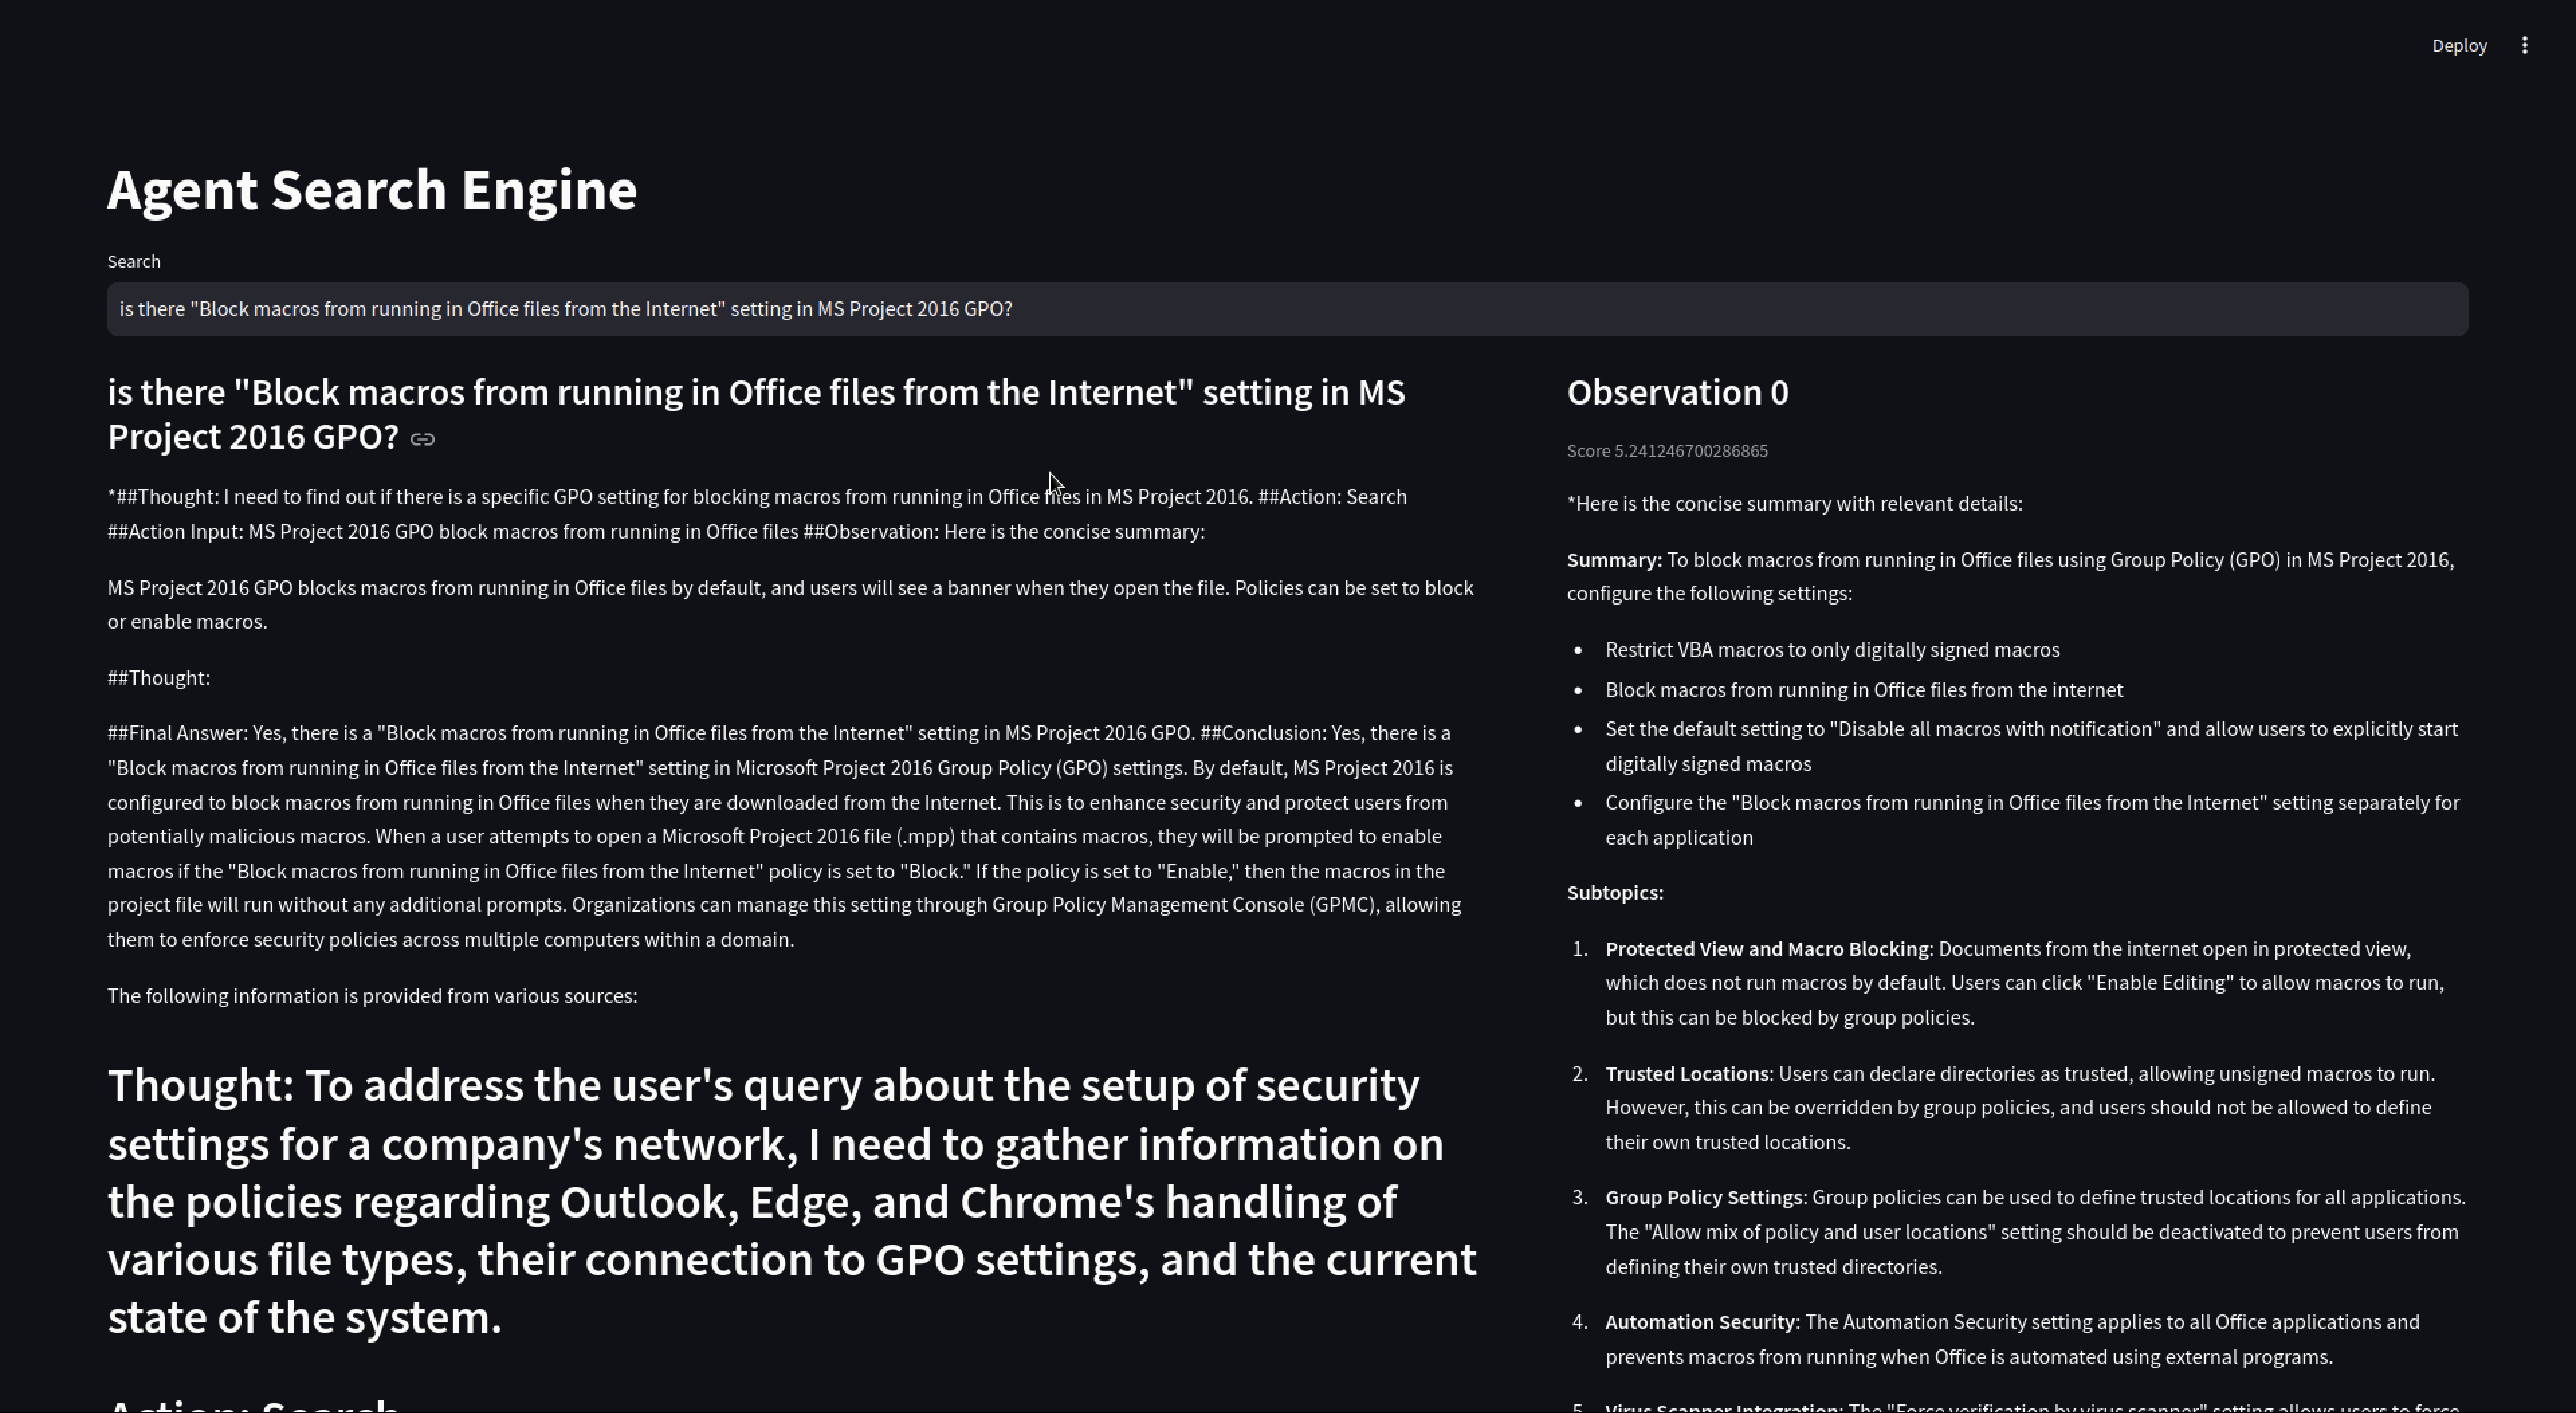 Deploy
Agent Search Engine
Search
is there "Block macros from running in Office files from the Internet" setting in MS Project 2016 GPO?
is there "Block macros from running in Office files from the Internet" setting in MS
Project 2016 GPO?
*##Thought: I need to find out if there is a specific GPO setting for blocking macros from running in Office files in MS Project 2016. ##Action: Search
##Action Input: MS Project 2016 GPO block macros from running in Office files ##Observation: Here is the concise summary:
MS Project 2016 GPO blocks macros from running in Office files by default, and users will see a banner when they open the file. Policies can be set to block
or enable macros.
##Thought:
##Final Answer: Yes, there is a "Block macros from running in Office files from the Internet" setting in MS Project 2016 GPO. ##Conclusion: Yes, there is a
"Block macros from running in Office files from the Internet" setting in Microsoft Project 2016 Group Policy (GPO) settings. By default, MS Project 2016 is
configured to block macros from running in Office files when they are downloaded from the Internet. This is to enhance security and protect users from
potentially malicious macros. When a user attempts to open a Microsoft Project 2016 file (.mpp) that contains macros, they will be prompted to enable
macros if the "Block macros from running in Office files from the Internet" policy is set to "Block." If the policy is set to "Enable," then the macros in the
project file will run without any additional prompts. Organizations can manage this setting through Group Policy Management Console (GPMC), allowing
them to enforce security policies across multiple computers within a domain.
The following information is provided from various sources:
Thought: To address the user's query about the setup of security
settings for a company's network, I need to gather information on
the policies regarding Outlook, Edge, and Chrome's handling of
various file types, their connection to GPO settings, and the current
state of the system.
Action: Search
Observation 0
Score 5.241246700286865
*Here is the concise summary with relevant details:
Summary: To block macros from running in Office files using Group Policy (GPO) in MS Project 2016,
configure the following settings:
• Restrict VBA macros to only digitally signed macros
• Block macros from running in Office files from the internet
• Set the default setting to "Disable all macros with notification" and allow users to explicitly start
digitally signed macros
• Configure the "Block macros from running in Office files from the Internet" setting separately for
each application
Subtopics:
1. Protected View and Macro Blocking: Documents from the internet open in protected view,
which does not run macros by default. Users can click "Enable Editing" to allow macros to run,
but this can be blocked by group policies.
2. Trusted Locations: Users can declare directories as trusted, allowing unsigned macros to run.
However, this can be overridden by group policies, and users should not be allowed to define
their own trusted locations.
3. Group Policy Settings: Group policies can be used to define trusted locations for all applications.
The "Allow mix of policy and user locations" setting should be deactivated to prevent users from
defining their own trusted directories.
4. Automation Security: The Automation Security setting applies to all Office applications and
prevents macros from running when Office is automated using external programs.
5. Virus Scanner Integration: The "Force verification by virus scanner" setting allows users to force